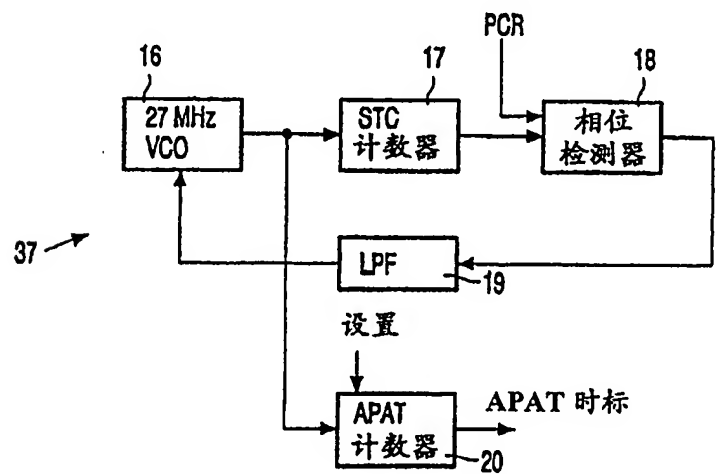 PCR
16
17
18
27 MHz
VCO
STC
计数器
相位
检测器
37
LPF
19
设置
APAT
计数器
APAT 时标
20